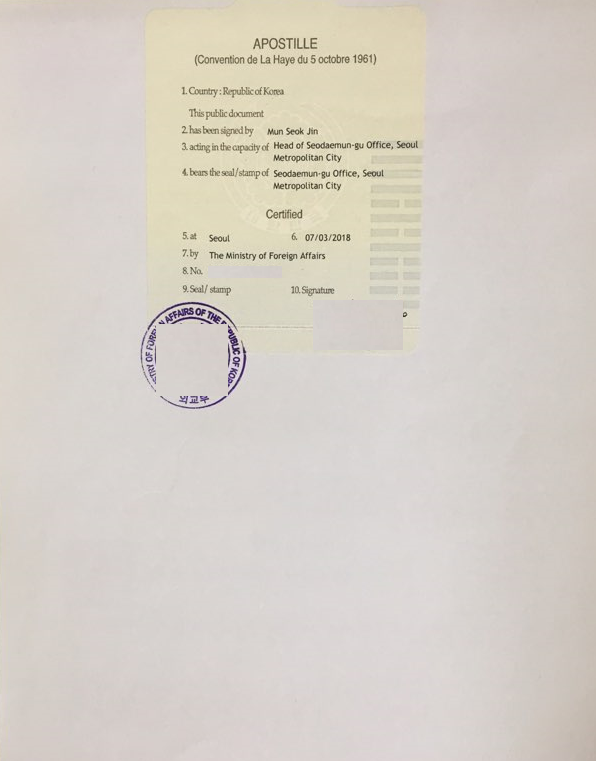 APOSTILLE
(Convention de La Haye du 5 octobre 1961)
1. Country : Republic of Korea
This public document
2. has been signed by Mun Seok Jin
3. acting in the capacity of Head of Seodaemun-gu Office, Seoul
Metropolitan City
4. bears the seal/stamp of Seodaemun-gu Office, Seoul
Metropolitan City
Certified
5. at Seoul 6. 07/03/2018
7. by The Ministry of Foreign Affairs
8. No.
9. Seal/ stamp 10. Signature
AFFAIRS OF THE
외교부